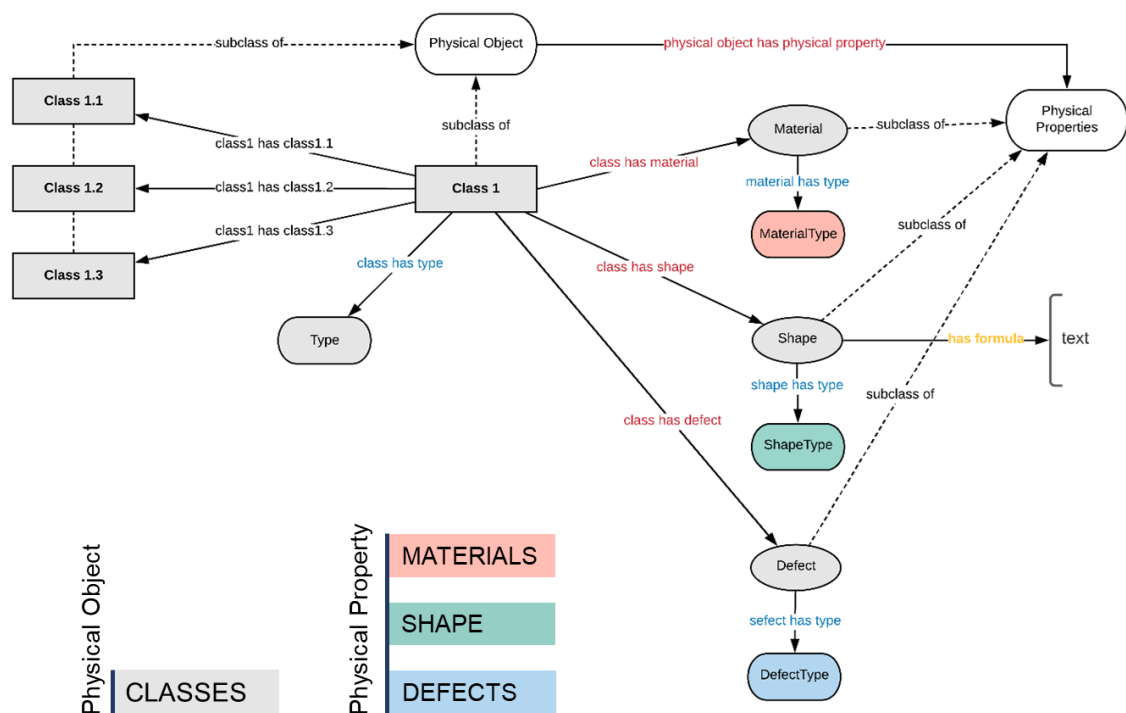 subclass of
Physical Object
physical object has physical property
Class 1.1
subclass of
Physical
Properties
Material
subclass of
class1 has class1.1
class has material
Class 1.2
class1 has class1.2
Class 1
material has type
class1 has class1.3
MaterialType
subclass of
Class 1.3
class has type
class has shape
Type
Shape
has formula
text
shape has type
subclass of
class has defect
ShapeType
Defect
sefect has type
DefectType
Physical Object
CLASSES
Physical Property
MATERIALS
SHAPE
DEFECTS